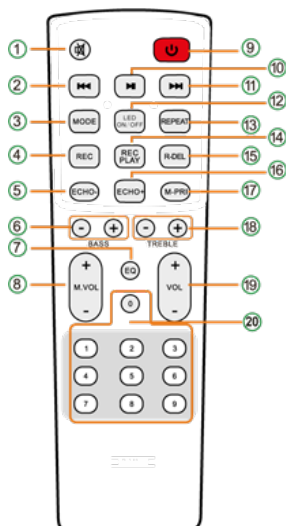 ① ⑨
② ⑩
⑪
③ MODE LED ON/OFF REPEAT ⑫
⑬
④ REC REC PLAY R-DEL ⑭
⑮
⑤ ECHO- ECHO+ M-PRI ⑯
⑰
⑥ - + - + ⑱
BASS TREBLE
⑦ EQ
⑧ + M.VOL - + VOL - ⑲
0 ⑳
1 2 3
4 5 6
7 8 9